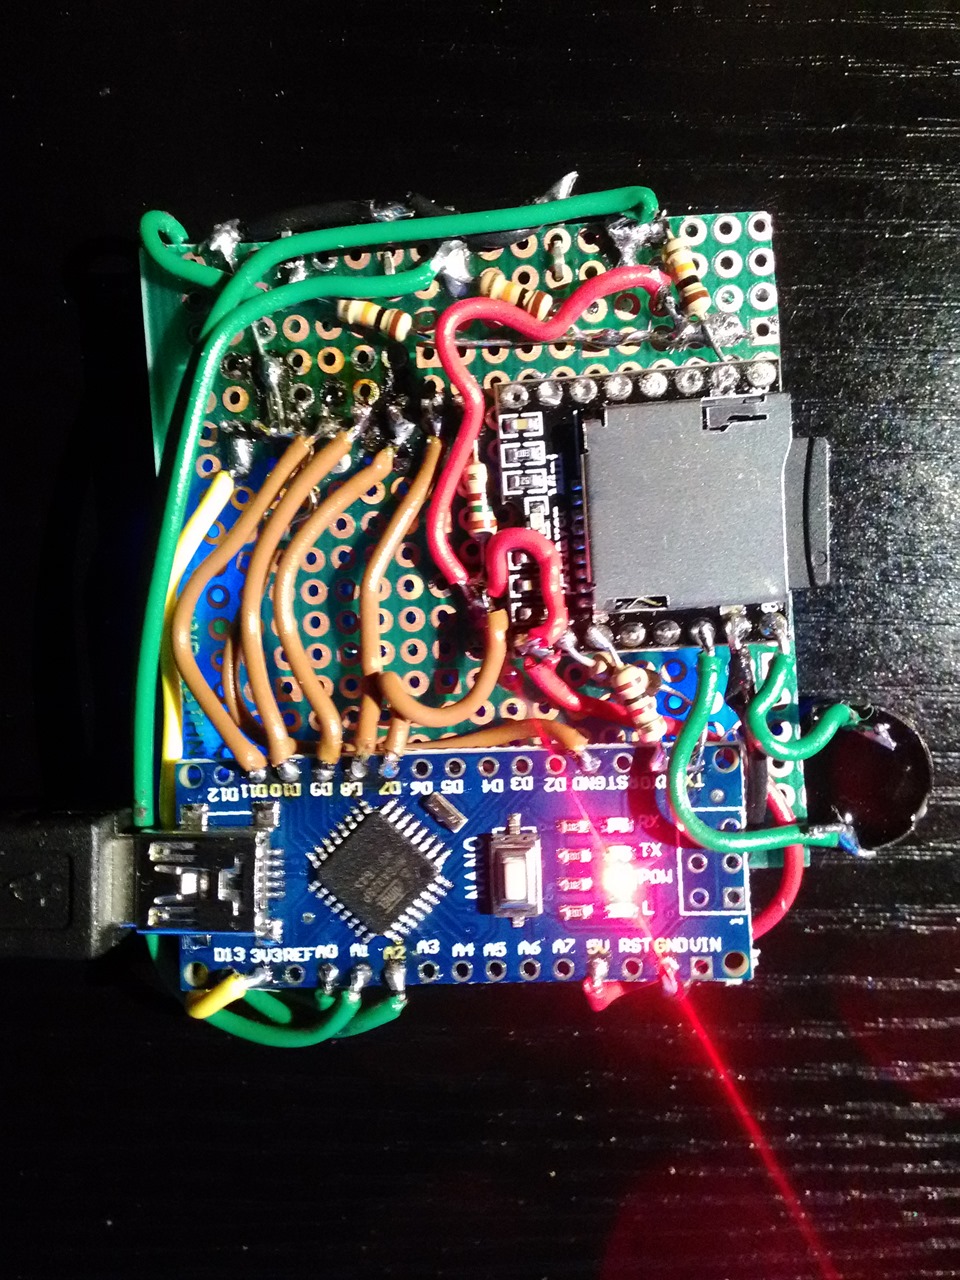 D12 D11 D10 D9 D8 D7 D6 D5 D4 D3 D2 GND RST
RX
TX
POW
L
NANO
D13 3V3 REF A0 A1 A2 A3 A4 A5 A6 A7 5V RST GND VIN